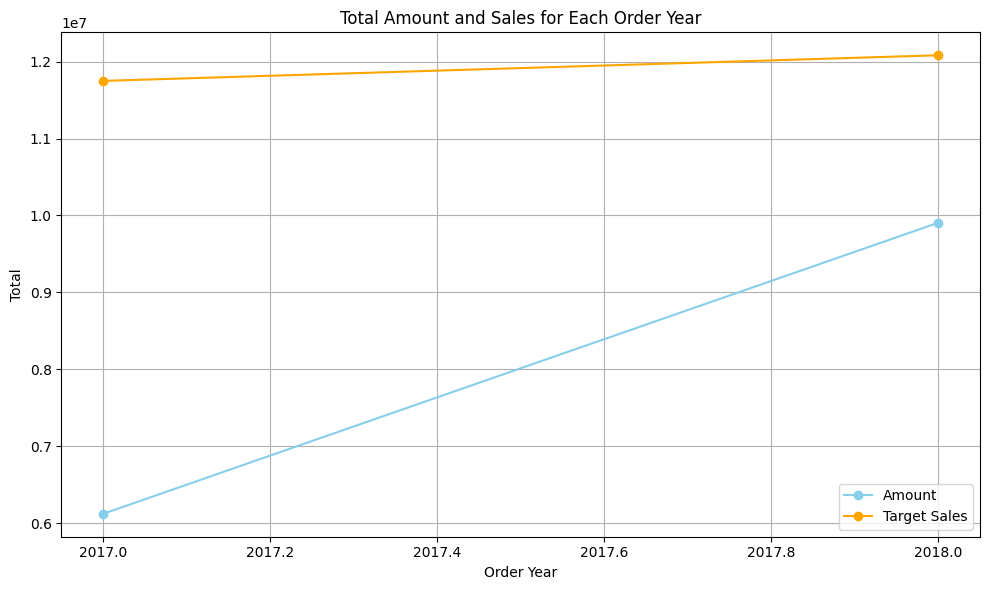 Total Amount and Sales for Each Order Year
1e7
1.2
1.1
1.0
0.9
0.8
0.7
0.6
Total
2017.0 2017.2 2017.4 2017.6 2017.8 2018.0
Order Year
Amount
Target Sales